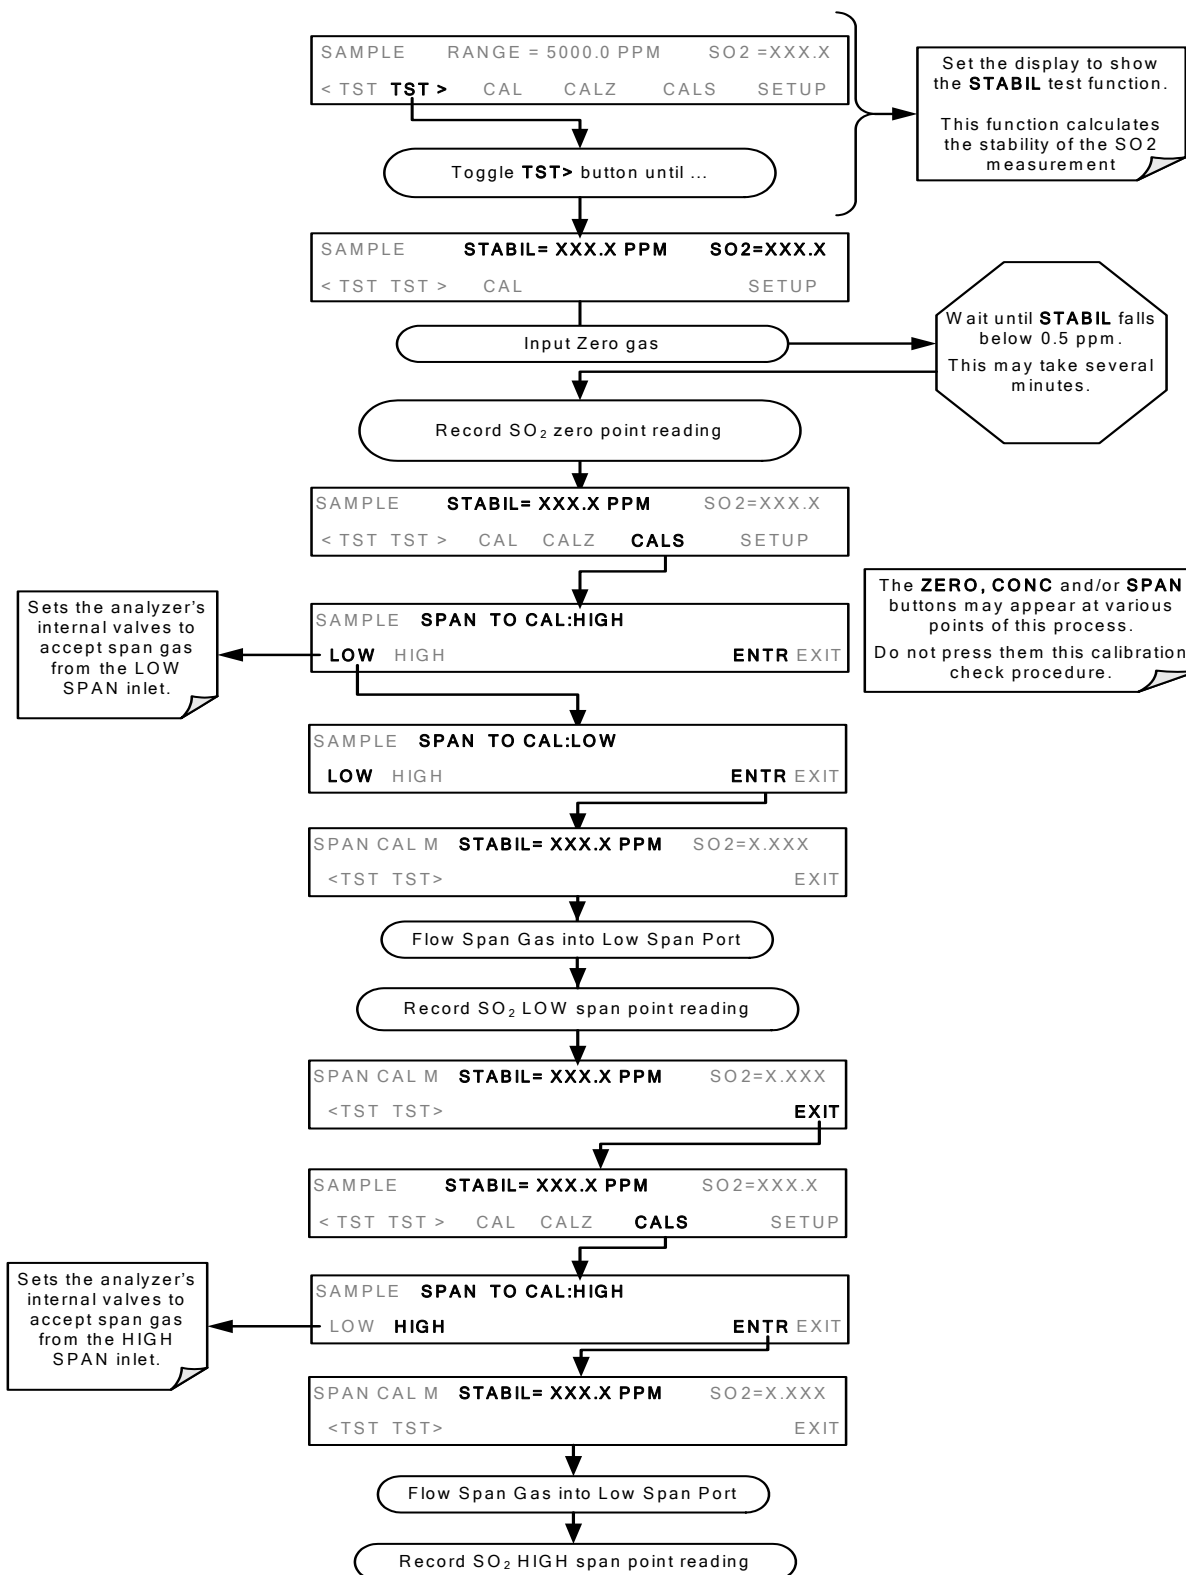 SAMPLE RANGE = 5000.0 PPM SO2 =XXX.X
< TST TST > CAL CALZ CALS SETUP
Set the display to show
the STABIL test function.
This function calculates
the stability of the SO2
measurement
Toggle TST> button until ...
SAMPLE STABIL= XXX.X PPM SO2=XXX.X
< TST TST > CAL SETUP
Input Zero gas
Wait until STABIL falls
below 0.5 ppm.
This may take several
minutes.
Record SO₂ zero point reading
SAMPLE STABIL= XXX.X PPM SO2=XXX.X
< TST TST > CAL CALZ CALS SETUP
The ZERO, CONC and/or SPAN
buttons may appear at various
points of this process.
Do not press them this calibration
check procedure.
Sets the analyzer's
internal valves to
accept span gas
from the LOW
SPAN inlet.
SAMPLE SPAN TO CAL:HIGH
LOW HIGH ENTR EXIT
SAMPLE SPAN TO CAL:LOW
LOW HIGH ENTR EXIT
SPAN CAL M STABIL= XXX.X PPM SO2=X.XXX
<TST TST> EXIT
Flow Span Gas into Low Span Port
Record SO₂ LOW span point reading
SPAN CAL M STABIL= XXX.X PPM SO2=X.XXX
<TST TST> EXIT
SAMPLE STABIL= XXX.X PPM SO2=XXX.X
< TST TST > CAL CALZ CALS SETUP
Sets the analyzer's
internal valves to
accept span gas
from the HIGH
SPAN inlet.
SAMPLE SPAN TO CAL:HIGH
LOW HIGH ENTR EXIT
SPAN CAL M STABIL= XXX.X PPM SO2=X.XXX
<TST TST> EXIT
Flow Span Gas into Low Span Port
Record SO₂ HIGH span point reading